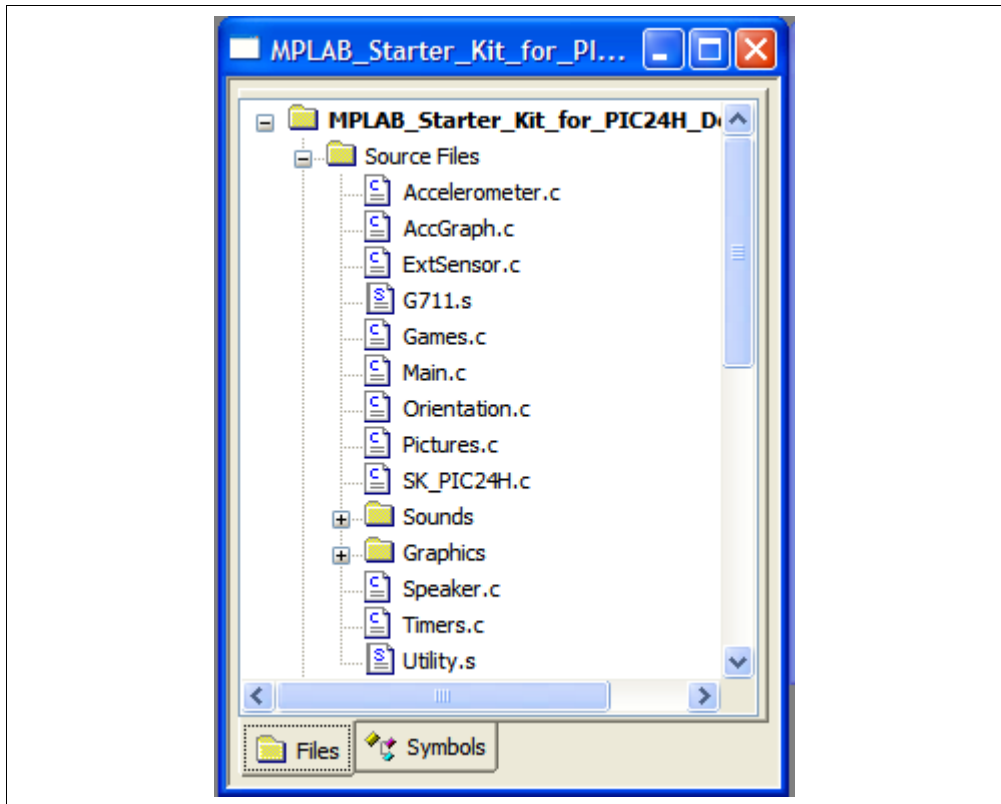 MPLAB_Starter_Kit_for_PI...
MPLAB_Starter_Kit_for_PIC24H_De
Source Files
Accelerometer.c
AccGraph.c
ExtSensor.c
G711.s
Games.c
Main.c
Orientation.c
Pictures.c
SK_PIC24H.c
Sounds
Graphics
Speaker.c
Timers.c
Utility.s
Files
Symbols